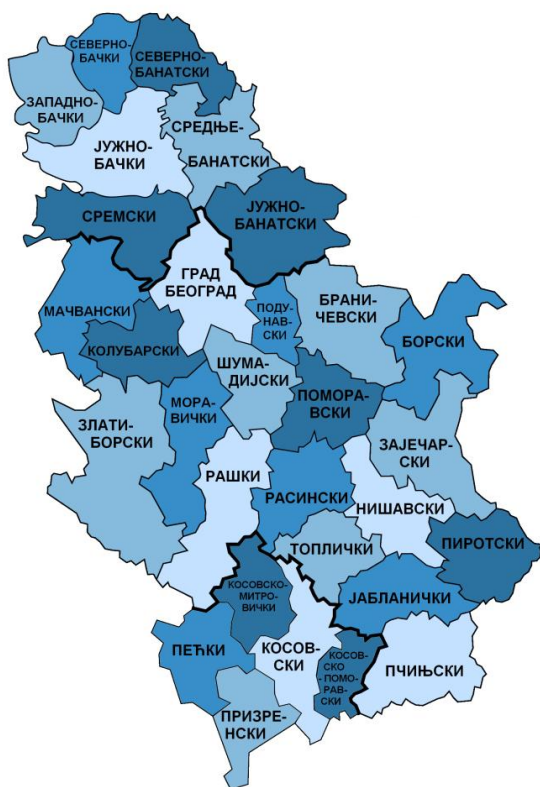 СЕВЕРНО-
БАЧКИ
СЕВЕРНО-
БАНАТСКИ
ЗАПАДНО-
БАЧКИ
ЈУЖНО-
БАЧКИ
СРЕДЊЕ-
БАНАТСКИ
СРЕМСКИ
ЈУЖНО-
БАНАТСКИ
ГРАД
БЕОГРАД
МАЧВАНСКИ
КОЛУБАРСКИ
ПОДУ-
НАВ-
СКИ
БРАНИ-
ЧЕВСКИ
БОРСКИ
ШУМА-
ДИЈСКИ
ПОМОРА-
ВСКИ
ЗЛАТИ-
БОРСКИ
МОРА-
ВИЧКИ
ЗАЈЕЧАР-
СКИ
РАШКИ
РАСИНСКИ
НИШАВСКИ
ТОПЛИЧКИ
ПИРОТСКИ
КОСОВСКО-
МИТРО-
ВИЧКИ
ЈАБЛАНИЧКИ
ПЕЋКИ
КОСОВ-
СКИ
КОСОВ-
СКО
- ПОМО-
РАВ-
СКИ
ПЧИЊСКИ
ПРИЗРЕ-
НСКИ